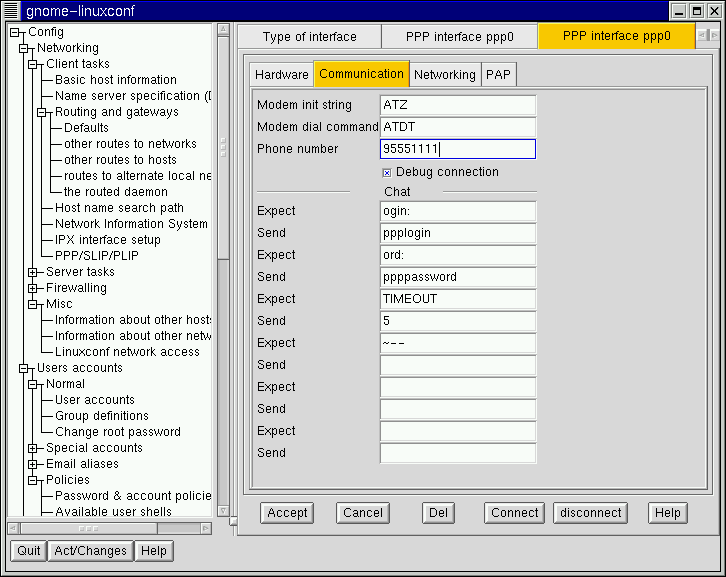 gnome-linuxconf
Config
Networking
Client tasks
Basic host information
Name server specification (D
Routing and gateways
Defaults
other routes to networks
other routes to hosts
routes to alternate local ne
the routed daemon
Host name search path
Network Information System
IPX interface setup
PPP/SLIP/PLIP
Server tasks
Firewalling
Misc
Information about other hosts
Information about other netw
Linuxconf network access
Users accounts
Normal
User accounts
Group definitions
Change root password
Special accounts
Email aliases
Policies
Password & account policie
Available user shells
Quit Act/Changes Help
Type of interface PPP interface ppp0 PPP interface ppp0
Hardware Communication Networking PAP
Modem init string ATZ
Modem dial command ATDT
Phone number 95551111
Debug connection
Chat
Expect ogin:
Send ppplogin
Expect ord:
Send ppppassword
Expect TIMEOUT
Send 5
Expect ~--
Send
Expect
Send
Expect
Send
Accept Cancel Del Connect disconnect Help